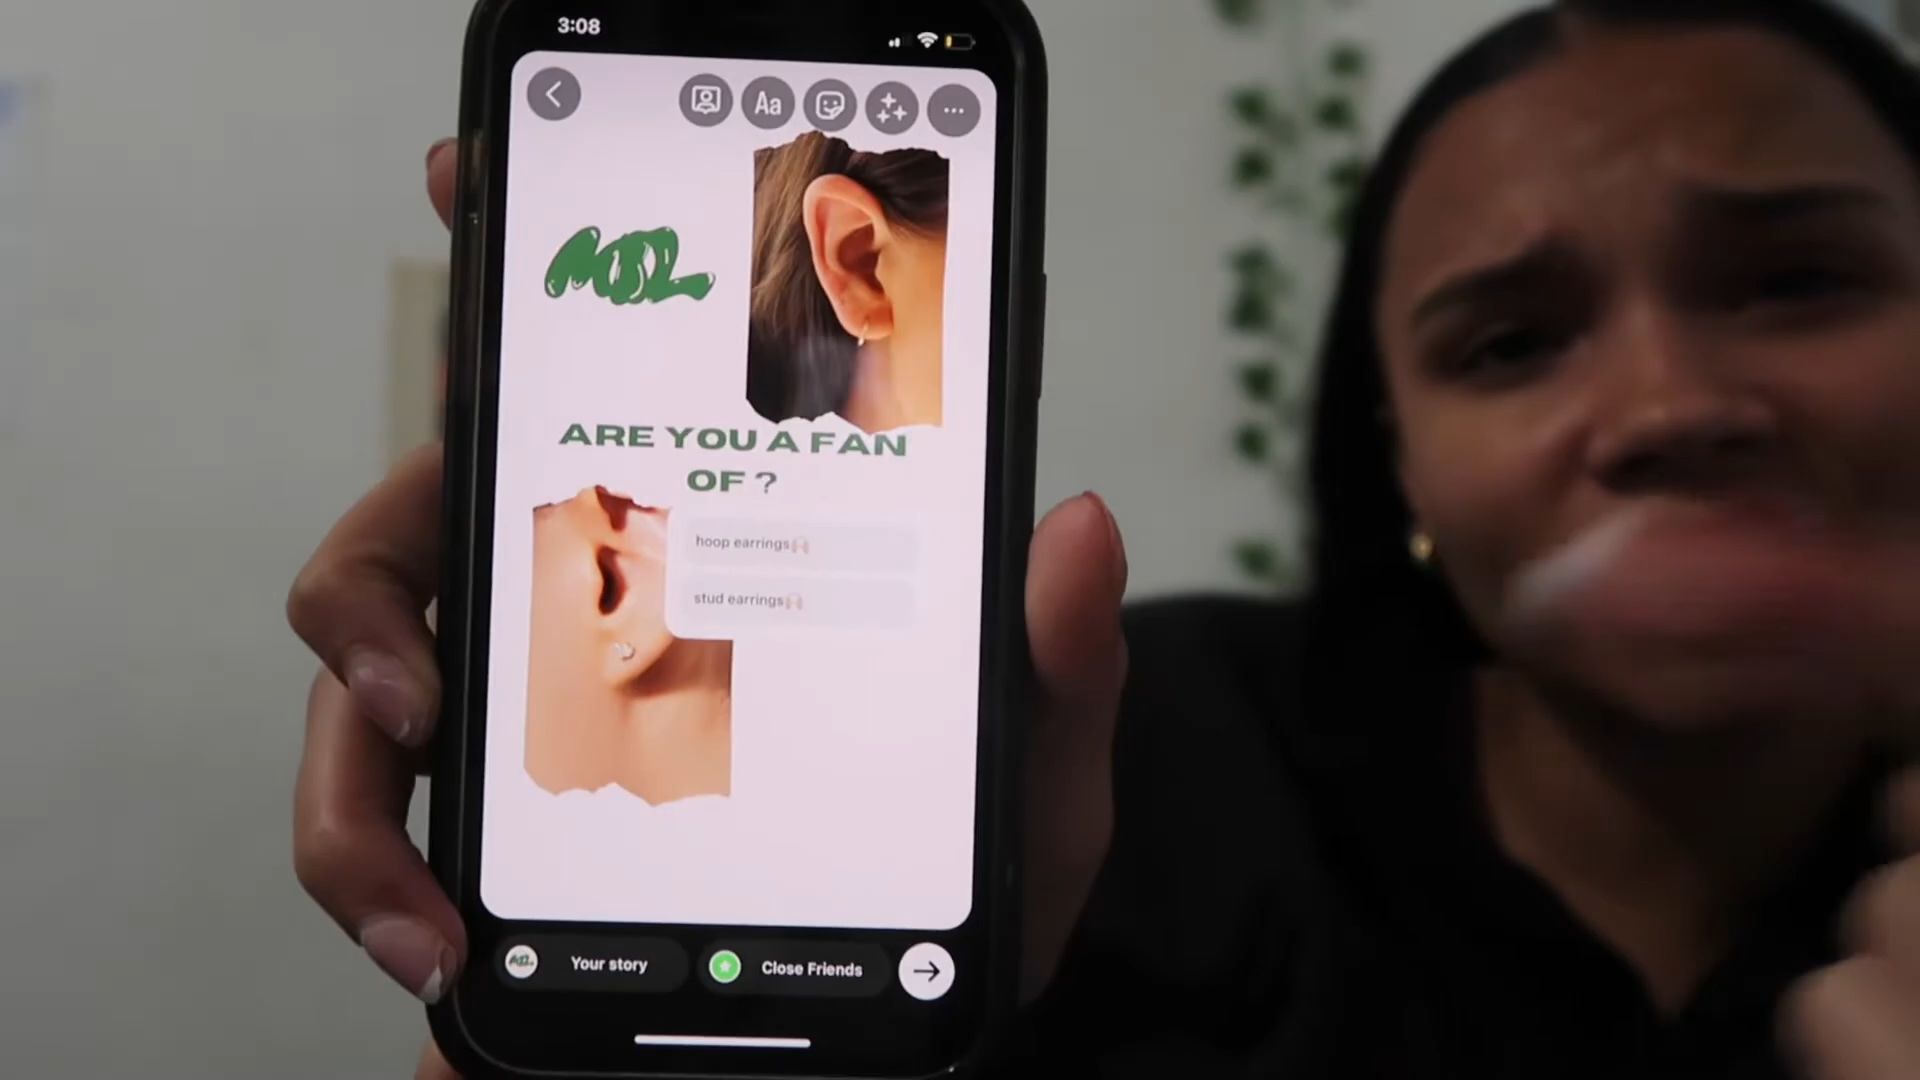 3:08
Aa
ARE YOU A FAN
OF ?
hoop earrings
stud earrings
Your story
Close Friends